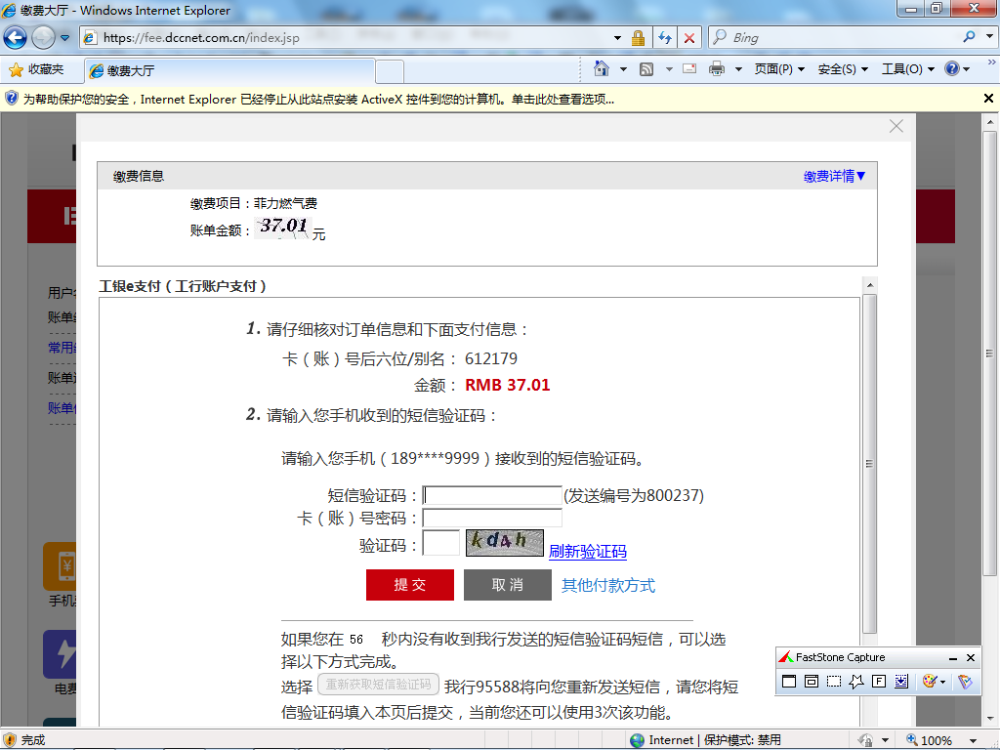 缴费大厅 - Windows Internet Explorer
https://fee.dccnet.com.cn/index.jsp
Bing
收藏夹
缴费大厅
页面(P)
安全(S)
工具(O)
为帮助保护您的安全，Internet Explorer 已经停止从此站点安装 ActiveX 控件到您的计算机。单击此处查看选项...
缴费信息
缴费详情▼
缴费项目：菲力燃气费
账单金额：37.01 元
工银e支付（工行账户支付）
用户
账单
常用
账单
账单
1. 请仔细核对订单信息和下面支付信息：
卡（账）号后六位/别名： 612179
金额： RMB 37.01
2. 请输入您手机收到的短信验证码：
请输入您手机（189****9999）接收到的短信验证码。
短信验证码：
(发送编号为800237)
卡（账）号密码：
验证码：
kd4h
刷新验证码
提 交
取 消
其他付款方式
手机
电费
如果您在 56 秒内没有收到我行发送的短信验证码短信，可以选
择以下方式完成。
选择 重新获取短信验证码 我行95588将向您重新发送短信，请您将短
信验证码填入本页后提交，当前您还可以使用3次该功能。
FastStone Capture
完成
Internet | 保护模式: 禁用
100%